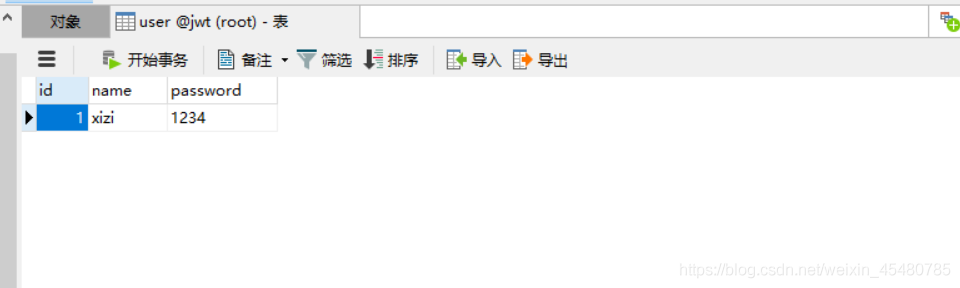 对象 user @jwt (root) - 表
开始事务 备注 筛选 排序 导入 导出
id name password
1 xizi 1234
https://blog.csdn.net/weixin_45480785